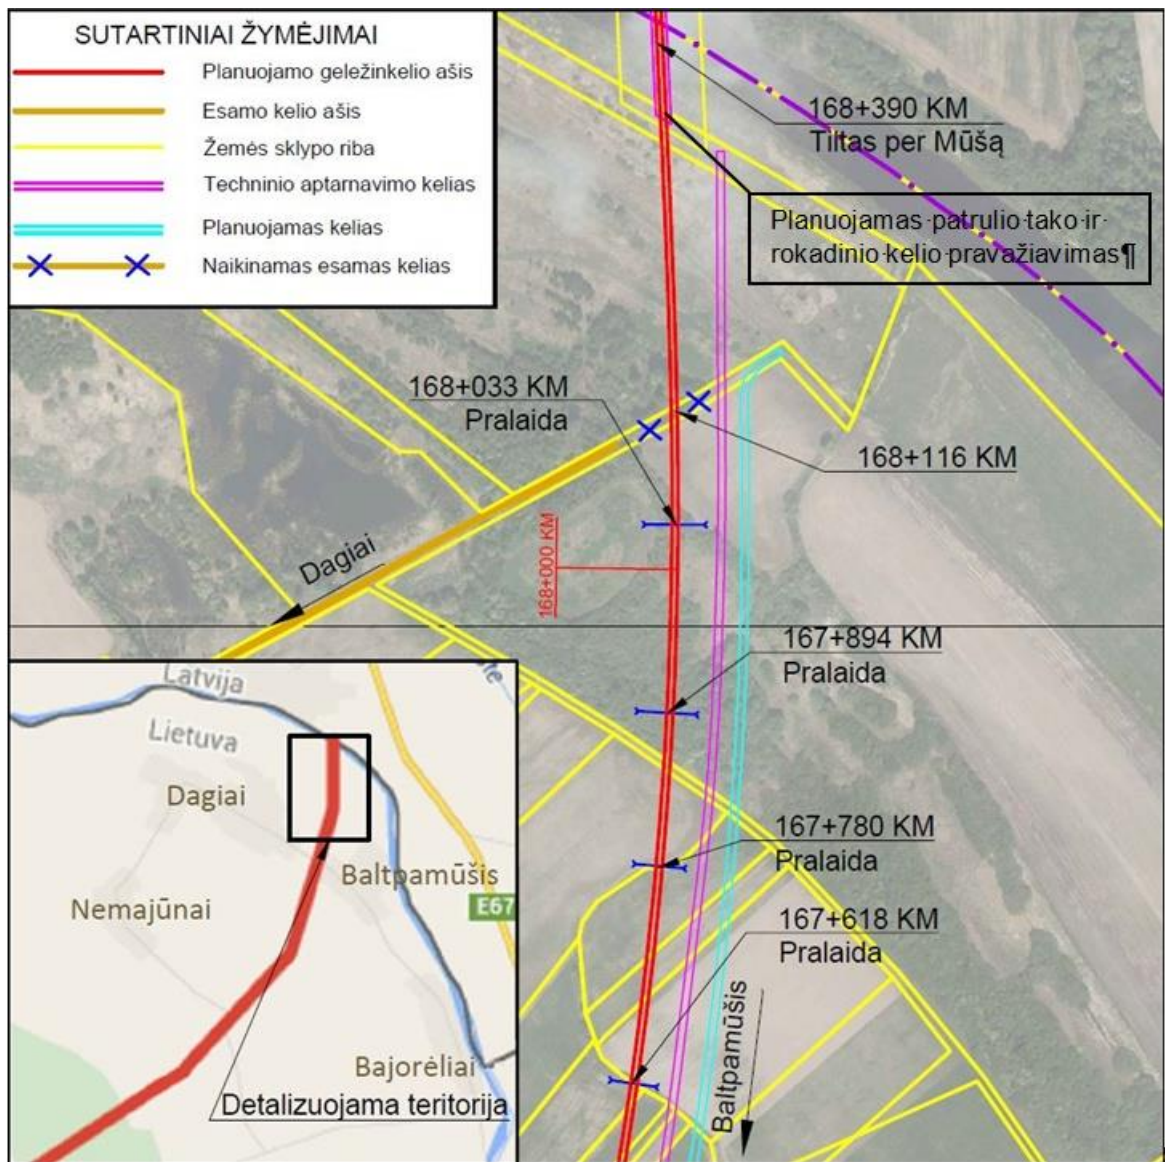 SUTARTINIAI ŽYMĖJIMAI
Planuojamo geležinkelio ašis
Esamo kelio ašis
Žemės sklypo riba
Techninio aptarnavimo kelias
Planuojamas kelias
Naikinamas esamas kelias
168+390 KM
Tiltas per Mūšą
Planuojamas·patrulio·tako·ir·
rokadinio·kelio·pravažiavimas¶
168+033 KM
Pralaida
168+116 KM
168+000 KM
Dagiai
167+894 KM
Pralaida
167+780 KM
Pralaida
167+618 KM
Pralaida
Baltpamūšis
Latvija
Lietuva
Dagiai
Baltpamūšis
Nemajūnai
E67
Bajorėliai
Detalizuojama teritorija